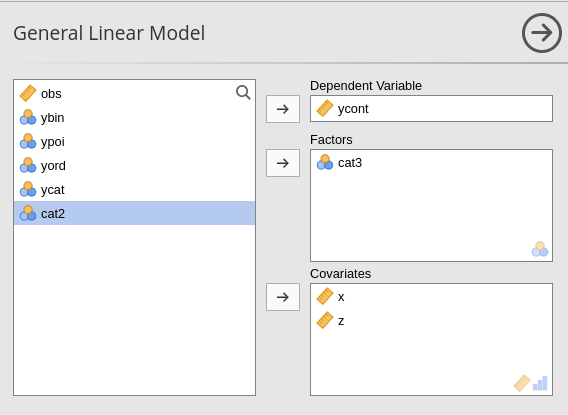 General Linear Model
obs
ybin
ypoi
yord
ycat
cat2
Dependent Variable
ycont
Factors
cat3
Covariates
x
z